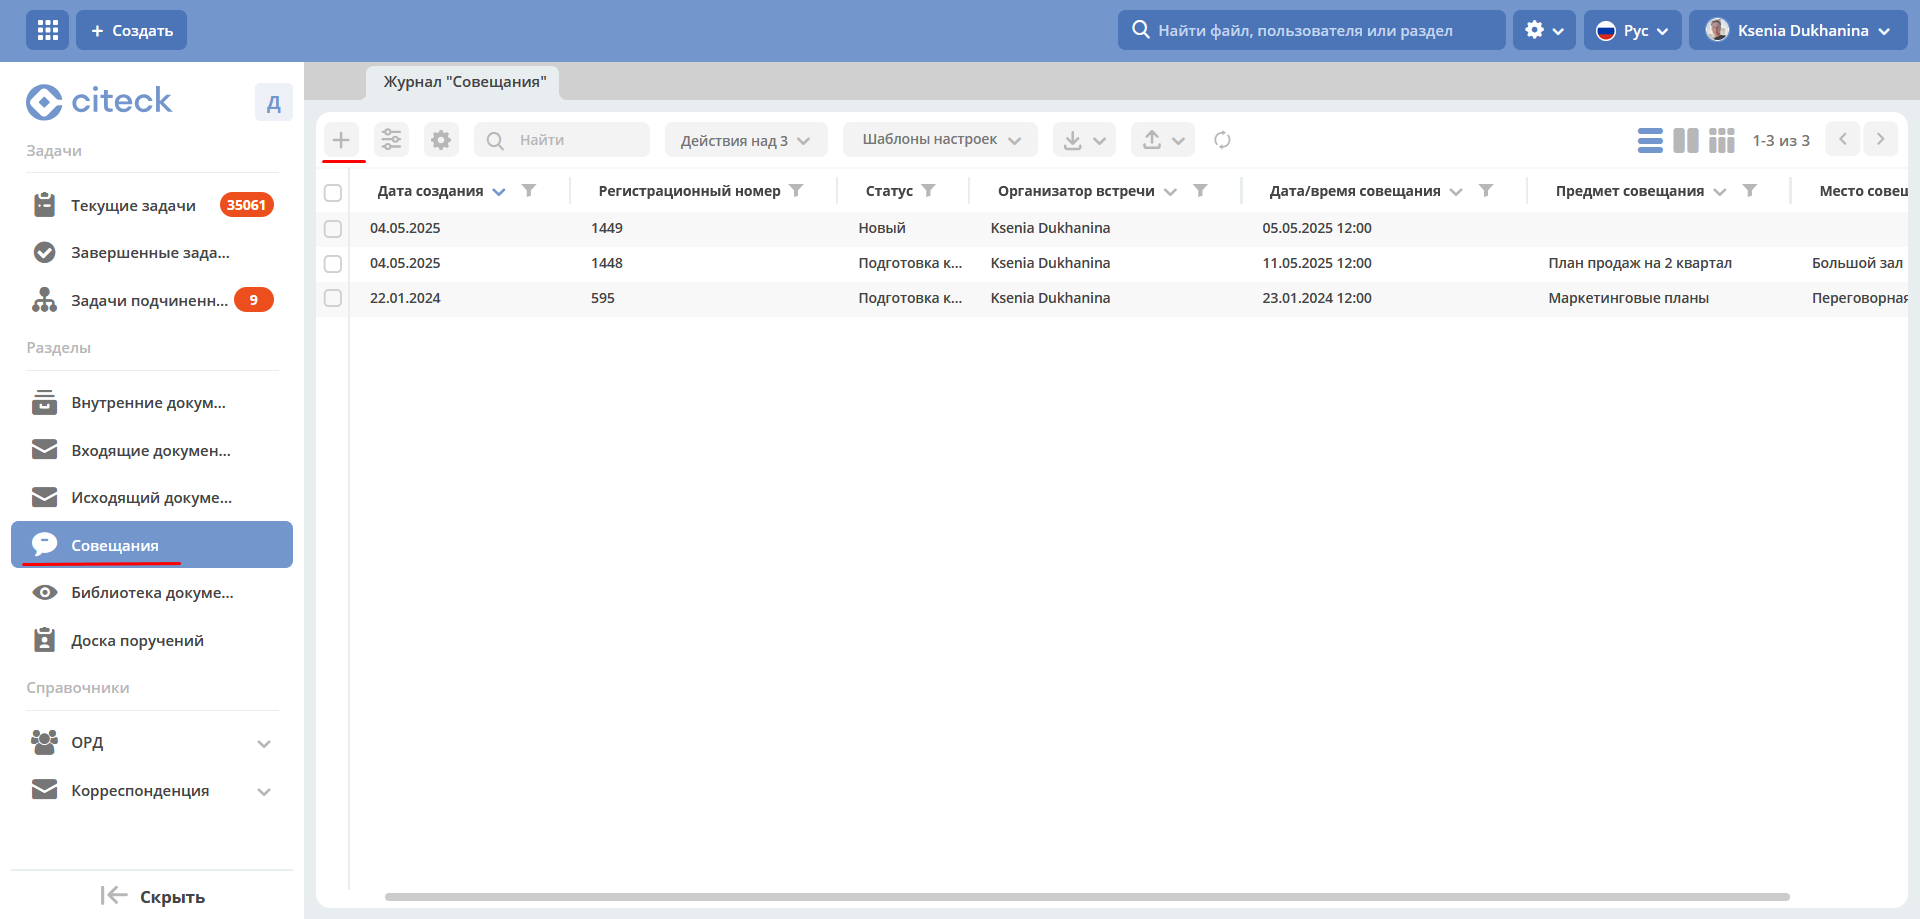 + Создать
Найти файл, пользователя или раздел
Рус
Ksenia Dukhanina
citeck
Д
Журнал "Совещания"
Найти
Действия над 3
Шаблоны настроек
1-3 из 3
Задачи
Текущие задачи 35061
Завершенные зада...
Задачи подчиненн... 9
Разделы
Внутренние докум...
Входящие докумен...
Исходящий докуме...
Совещания
Библиотека докуме...
Доска поручений
Справочники
ОРД
Корреспонденция
Скрыть
Дата создания Регистрационный номер Статус Организатор встречи Дата/время совещания Предмет совещания Место совещ
04.05.2025 1449 Новый Ksenia Dukhanina 05.05.2025 12:00
04.05.2025 1448 Подготовка к... Ksenia Dukhanina 11.05.2025 12:00 План продаж на 2 квартал Большой зал
22.01.2024 595 Подготовка к... Ksenia Dukhanina 23.01.2024 12:00 Маркетинговые планы Переговорная